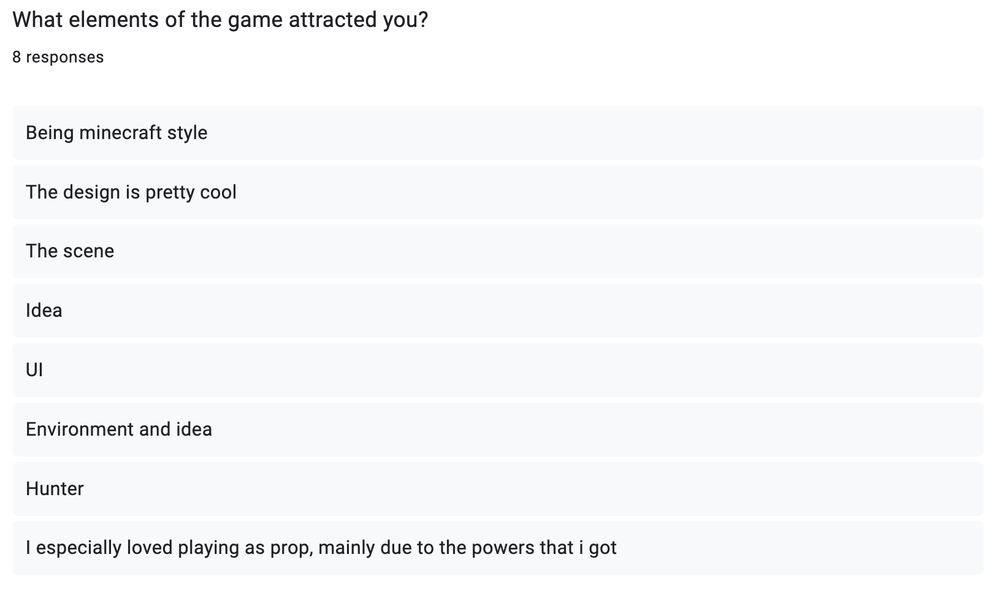 What elements of the game attracted you?
8 responses
Being minecraft style
The design is pretty cool
The scene
Idea
UI
Environment and idea
Hunter
I especially loved playing as prop, mainly due to the powers that i got